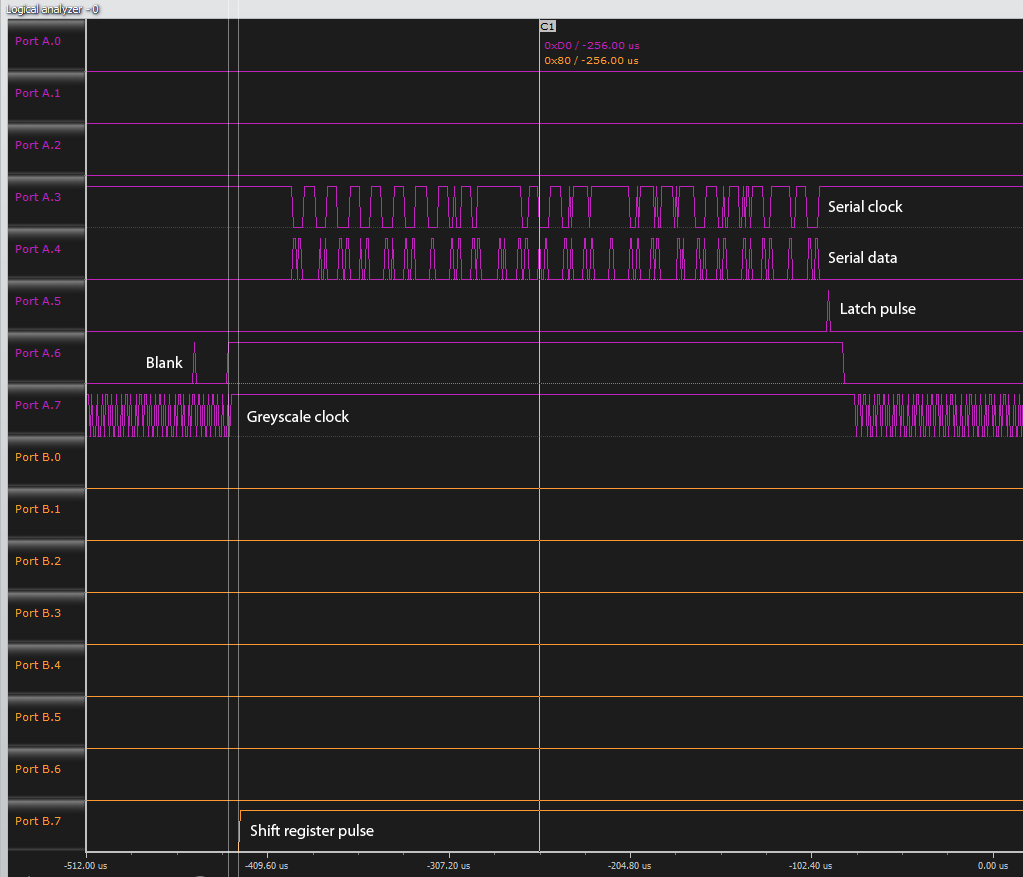 Logical analyzer - 0
Port A.0
C1
0xD0 / -256.00 us
0x80 / -256.00 us
Port A.1
Port A.2
Port A.3
Serial clock
Port A.4
Serial data
Port A.5
Latch pulse
Port A.6
Blank
Port A.7
Greyscale clock
Port B.0
Port B.1
Port B.2
Port B.3
Port B.4
Port B.5
Port B.6
Port B.7
Shift register pulse
-512.00 us -409.60 us -307.20 us -204.80 us -102.40 us 0.00 us